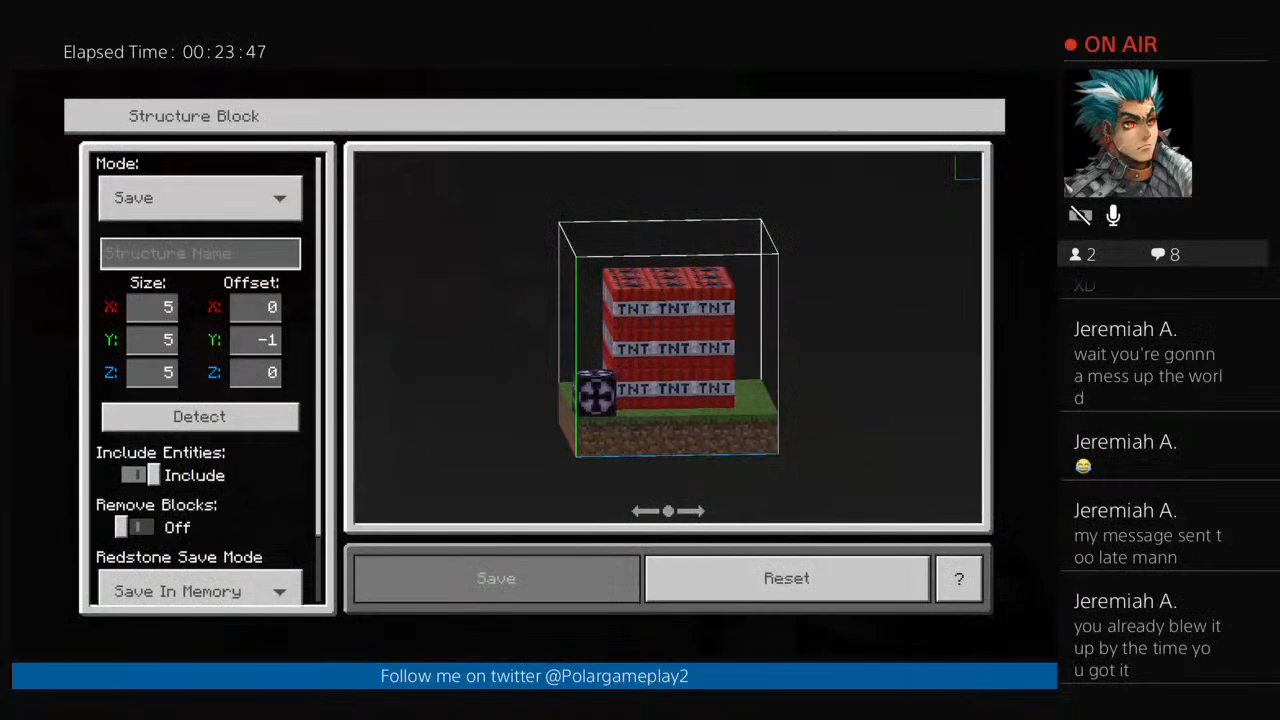 Elapsed Time: 00:23:47
ON AIR
Structure Block
Mode:
Save
Structure Name
Size: Offset:
X: 5 X: 0
Y: 5 Y: -1
Z: 5 Z: 0
Detect
Include Entities:
Include
Remove Blocks:
Off
Redstone Save Mode
Save In Memory
TNT TNT TNT
TNT TNT TNT
TNT TNT TNT
Save
Reset
?
2
8
XD
Jeremiah A.
wait you're gonnn
a mess up the worl
d
Jeremiah A.
😂
Jeremiah A.
my message sent t
oo late mann
Jeremiah A.
you already blew it
up by the time yo
u got it
Follow me on twitter @Polargameplay2